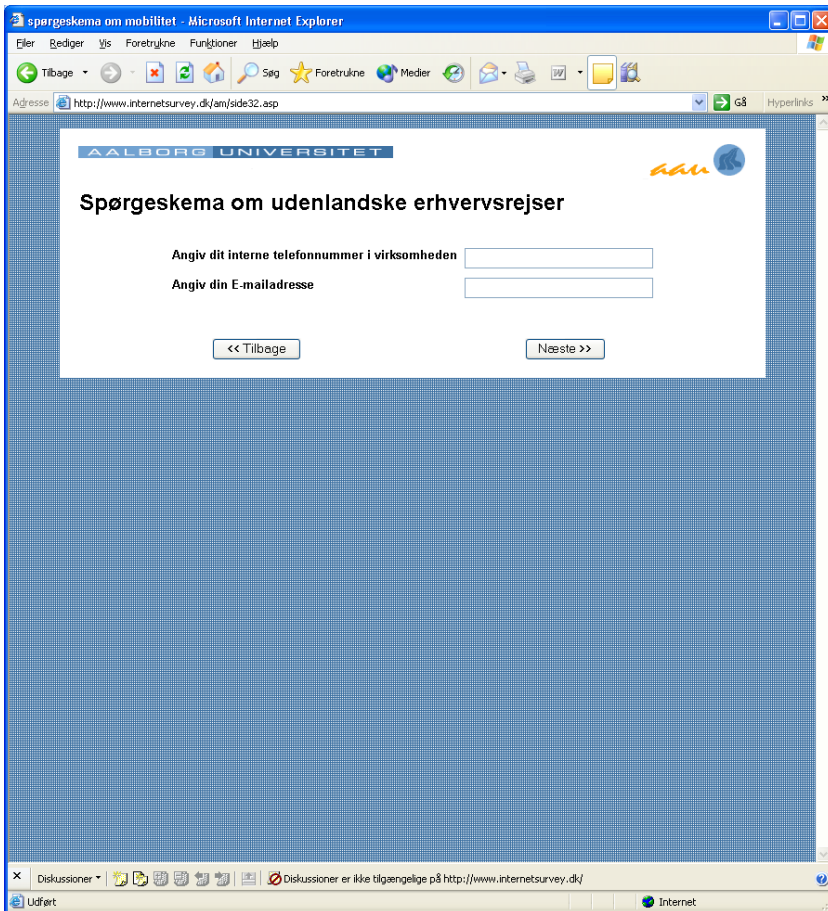 spørgeskema om mobilitet - Microsoft Internet Explorer
Filer Rediger Vis Foretrukne Funktioner Hjælp
Tilbage Søg Foretrukne Medier
Adresse http://www.internetsurvey.dk/am/side32.asp Gå Hyperlinks »
AALBORG UNIVERSITET
aau
Spørgeskema om udenlandske erhvervsrejser
Angiv dit interne telefonnummer i virksomheden
Angiv din E-mailadresse
<< Tilbage Næste >>
Diskussioner Diskussioner er ikke tilgængelige på http://www.internetsurvey.dk/
Udført Internet